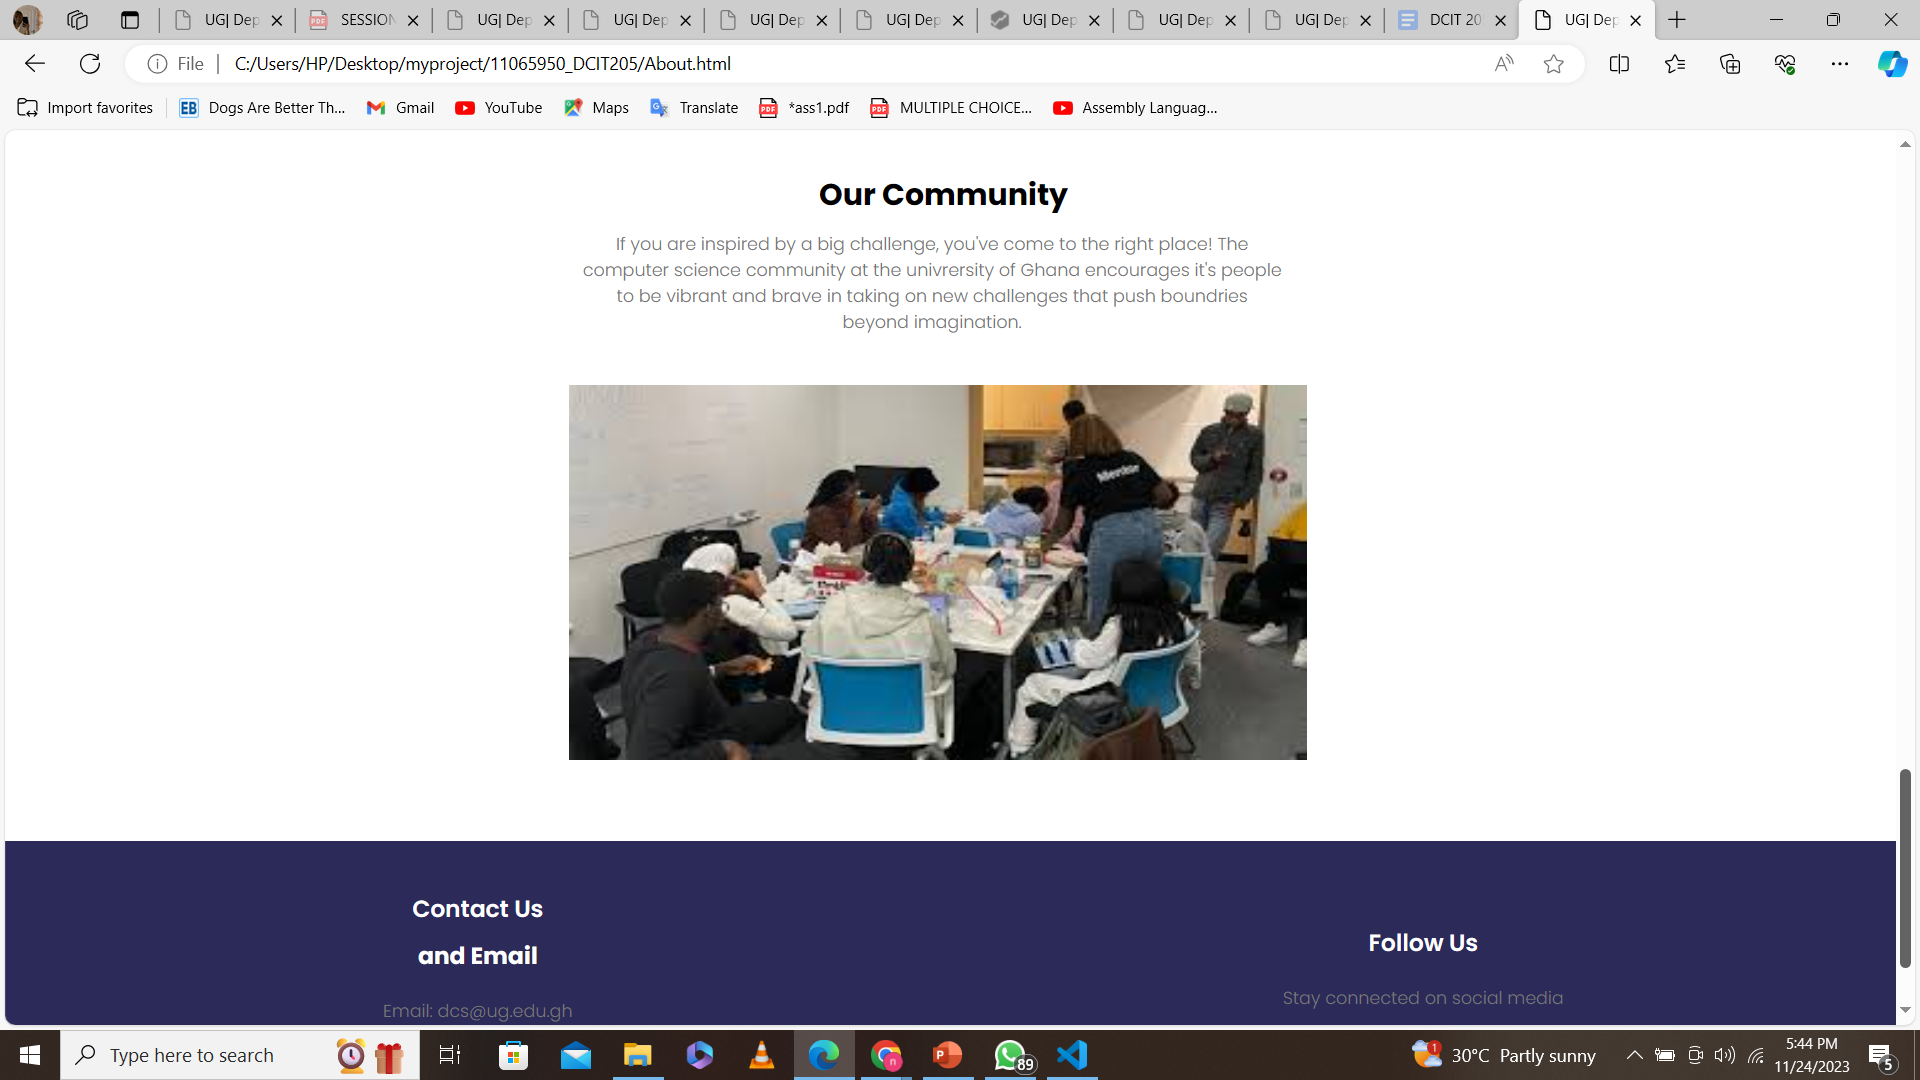 UG| Dep
SESSION
UG| Dep
UG| Dep
UG| Dep
UG| Dep
UG| Dep
UG| Dep
UG| Dep
DCIT 20
UG| Dep
File
C:/Users/HP/Desktop/myproject/11065950_DCIT205/About.html
Import favorites
EB Dogs Are Better Th...
Gmail
YouTube
Maps
Translate
PDF *ass1.pdf
PDF MULTIPLE CHOICE...
Assembly Languag...
Our Community
If you are inspired by a big challenge, you've come to the right place! The
computer science community at the univrersity of Ghana encourages it's people
to be vibrant and brave in taking on new challenges that push boundries
beyond imagination.
Contact Us
and Email
Email: dcs@ug.edu.gh
Follow Us
Stay connected on social media
Type here to search
89
1
30°C Partly sunny
5:44 PM
11/24/2023
5